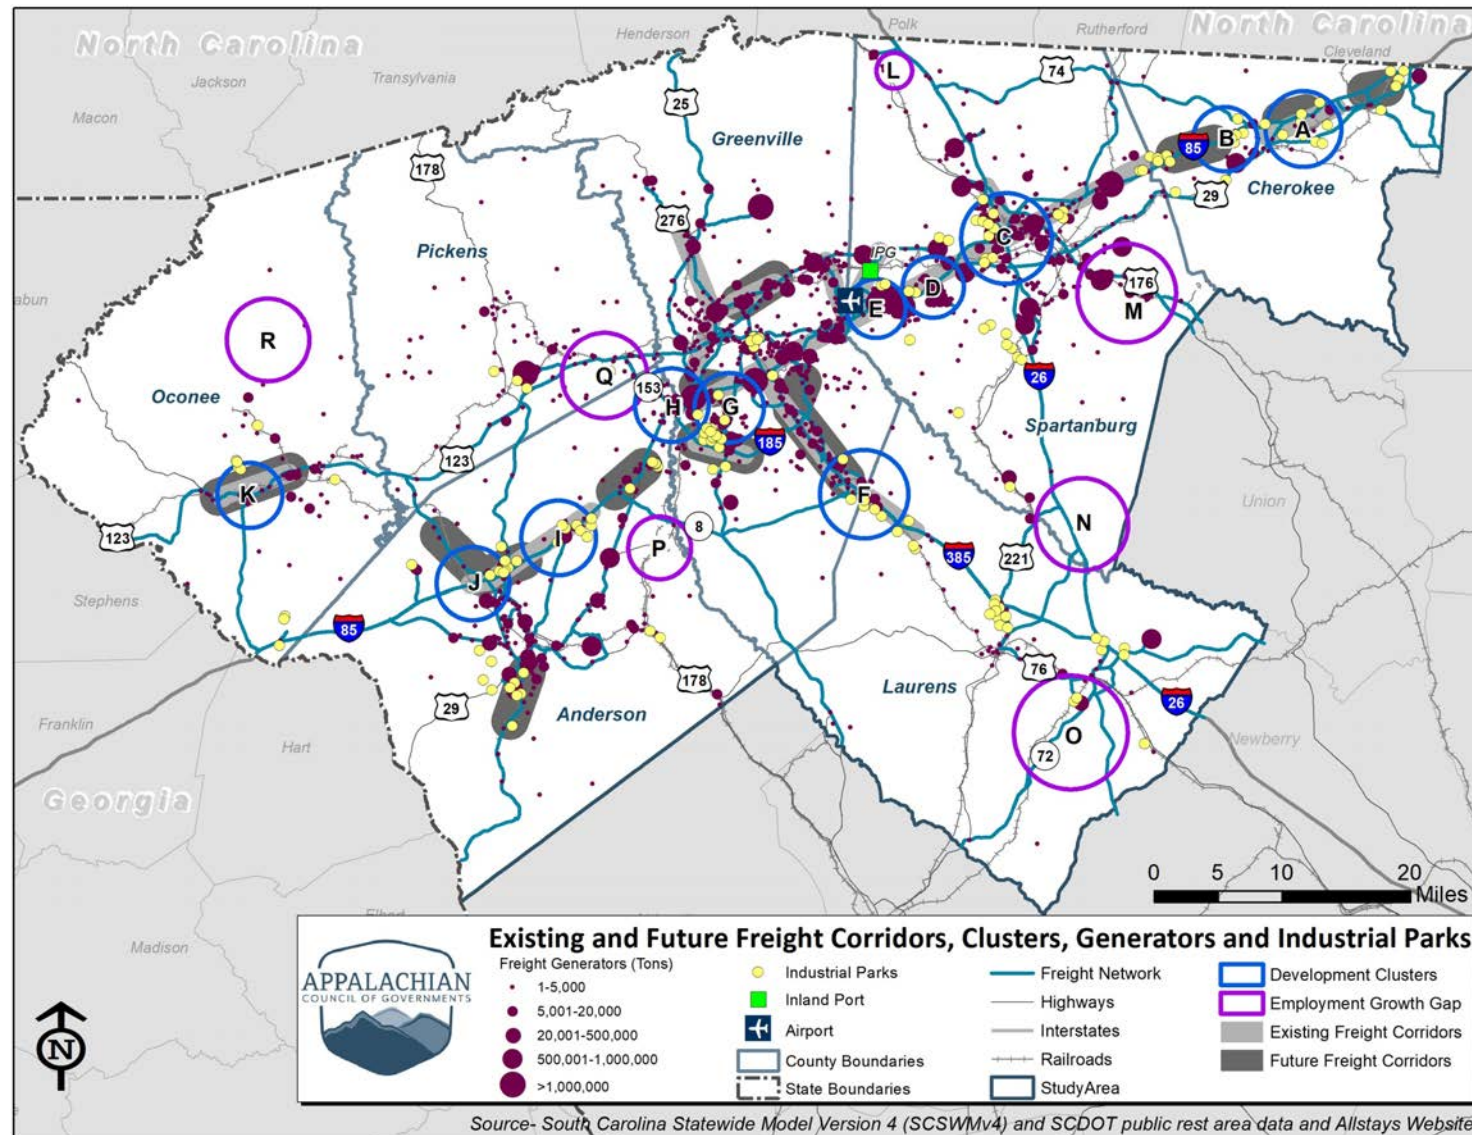 North Carolina
North Carolina
Polk
Henderson
Rutherford
Cleveland
Jackson
Transylvania
Macon
L
74
25
Greenville
B
A
85
178
29
Cherokee
276
C
Pickens
IPG
176
D
E
M
R
Q
26
153
Oconee
H
G
Spartanburg
185
123
K
F
Union
123
8
N
I
P
385
221
J
Stephens
85
76
178
Laurens
29
Anderson
26
Franklin
Hart
O
Newberry
72
Georgia
0 5 10 20
Miles
Madison
N
APPALACHIAN
COUNCIL OF GOVERNMENTS
Existing and Future Freight Corridors, Clusters, Generators and Industrial Parks
Freight Generators (Tons)
1-5,000
5,001-20,000
20,001-500,000
500,001-1,000,000
>1,000,000
Industrial Parks
Inland Port
Airport
County Boundaries
State Boundaries
Freight Network
Highways
Interstates
Railroads
StudyArea
Development Clusters
Employment Growth Gap
Existing Freight Corridors
Future Freight Corridors
Source- South Carolina Statewide Model Version 4 (SCSWMv4) and SCDOT public rest area data and Allstays Website